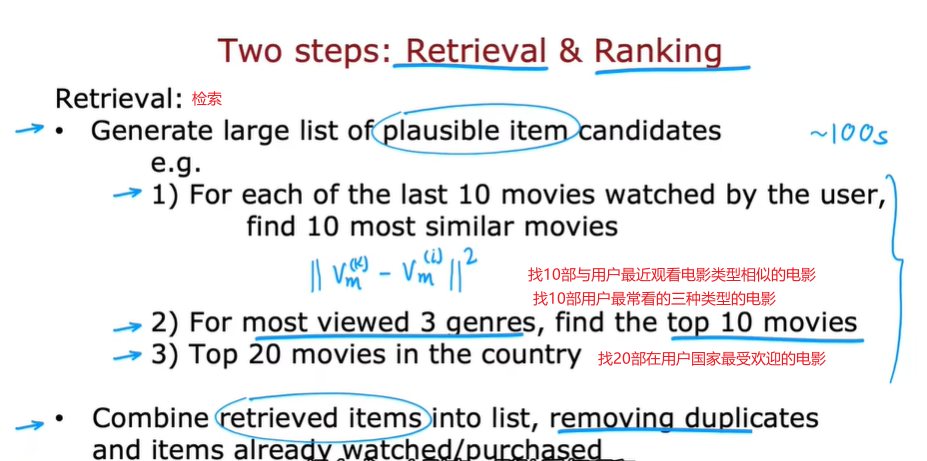 Two steps: Retrieval & Ranking
Retrieval: 检索
• Generate large list of plausible item candidates ~100s
e.g.
1) For each of the last 10 movies watched by the user,
find 10 most similar movies
|| Vm^(k) - Vm^(i) ||^2
找10部与用户最近观看电影类型相似的电影
找10部用户最常看的三种类型的电影
2) For most viewed 3 genres, find the top 10 movies
3) Top 20 movies in the country 找20部在用户国家最受欢迎的电影
• Combine retrieved items into list, removing duplicates
and items already watched/purchased